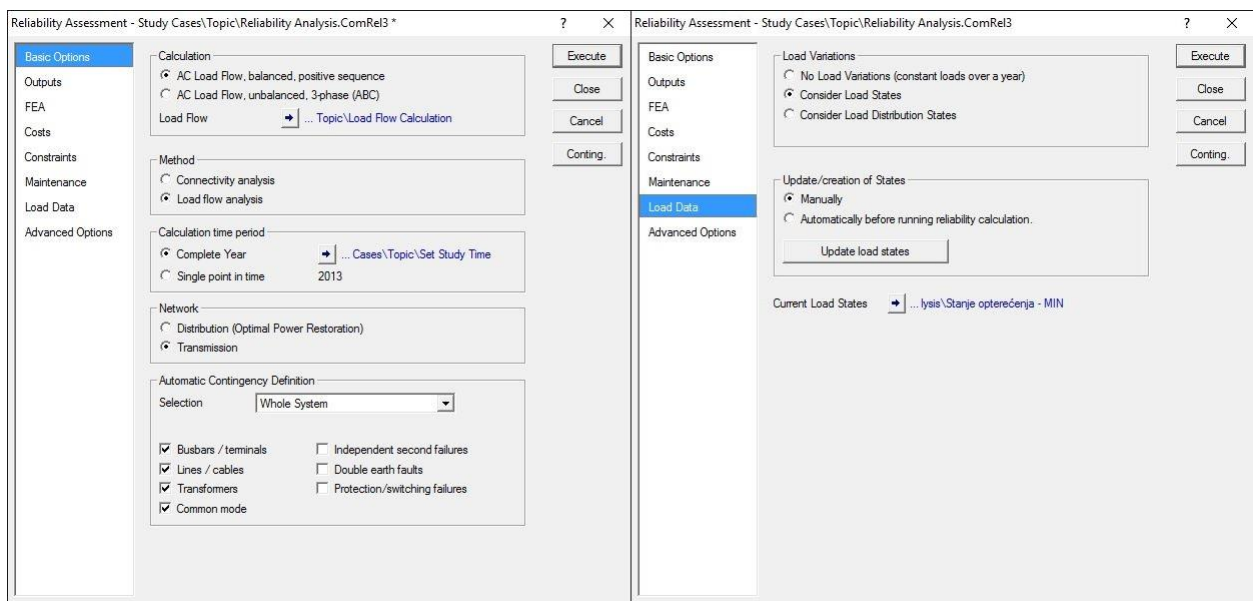 Reliability Assessment - Study Cases\Topic\Reliability Analysis.ComRel3 *
Basic Options
Outputs
FEA
Costs
Constraints
Maintenance
Load Data
Advanced Options
Calculation
AC Load Flow, balanced, positive sequence
AC Load Flow, unbalanced, 3-phase (ABC)
Load Flow ... Topic\Load Flow Calculation
Method
Connectivity analysis
Load flow analysis
Calculation time period
Complete Year ... Cases\Topic\Set Study Time
Single point in time 2013
Network
Distribution (Optimal Power Restoration)
Transmission
Automatic Contingency Definition
Selection Whole System
Busbars / terminals Independent second failures
Lines / cables Double earth faults
Transformers Protection/switching failures
Common mode
Execute
Close
Cancel
Conting.
Reliability Assessment - Study Cases\Topic\Reliability Analysis.ComRel3
Basic Options
Outputs
FEA
Costs
Constraints
Maintenance
Load Data
Advanced Options
Load Variations
No Load Variations (constant loads over a year)
Consider Load States
Consider Load Distribution States
Update/creation of States
Manually
Automatically before running reliability calculation.
Update load states
Current Load States ... lysis\Stanje opterećenja - MIN
Execute
Close
Cancel
Conting.